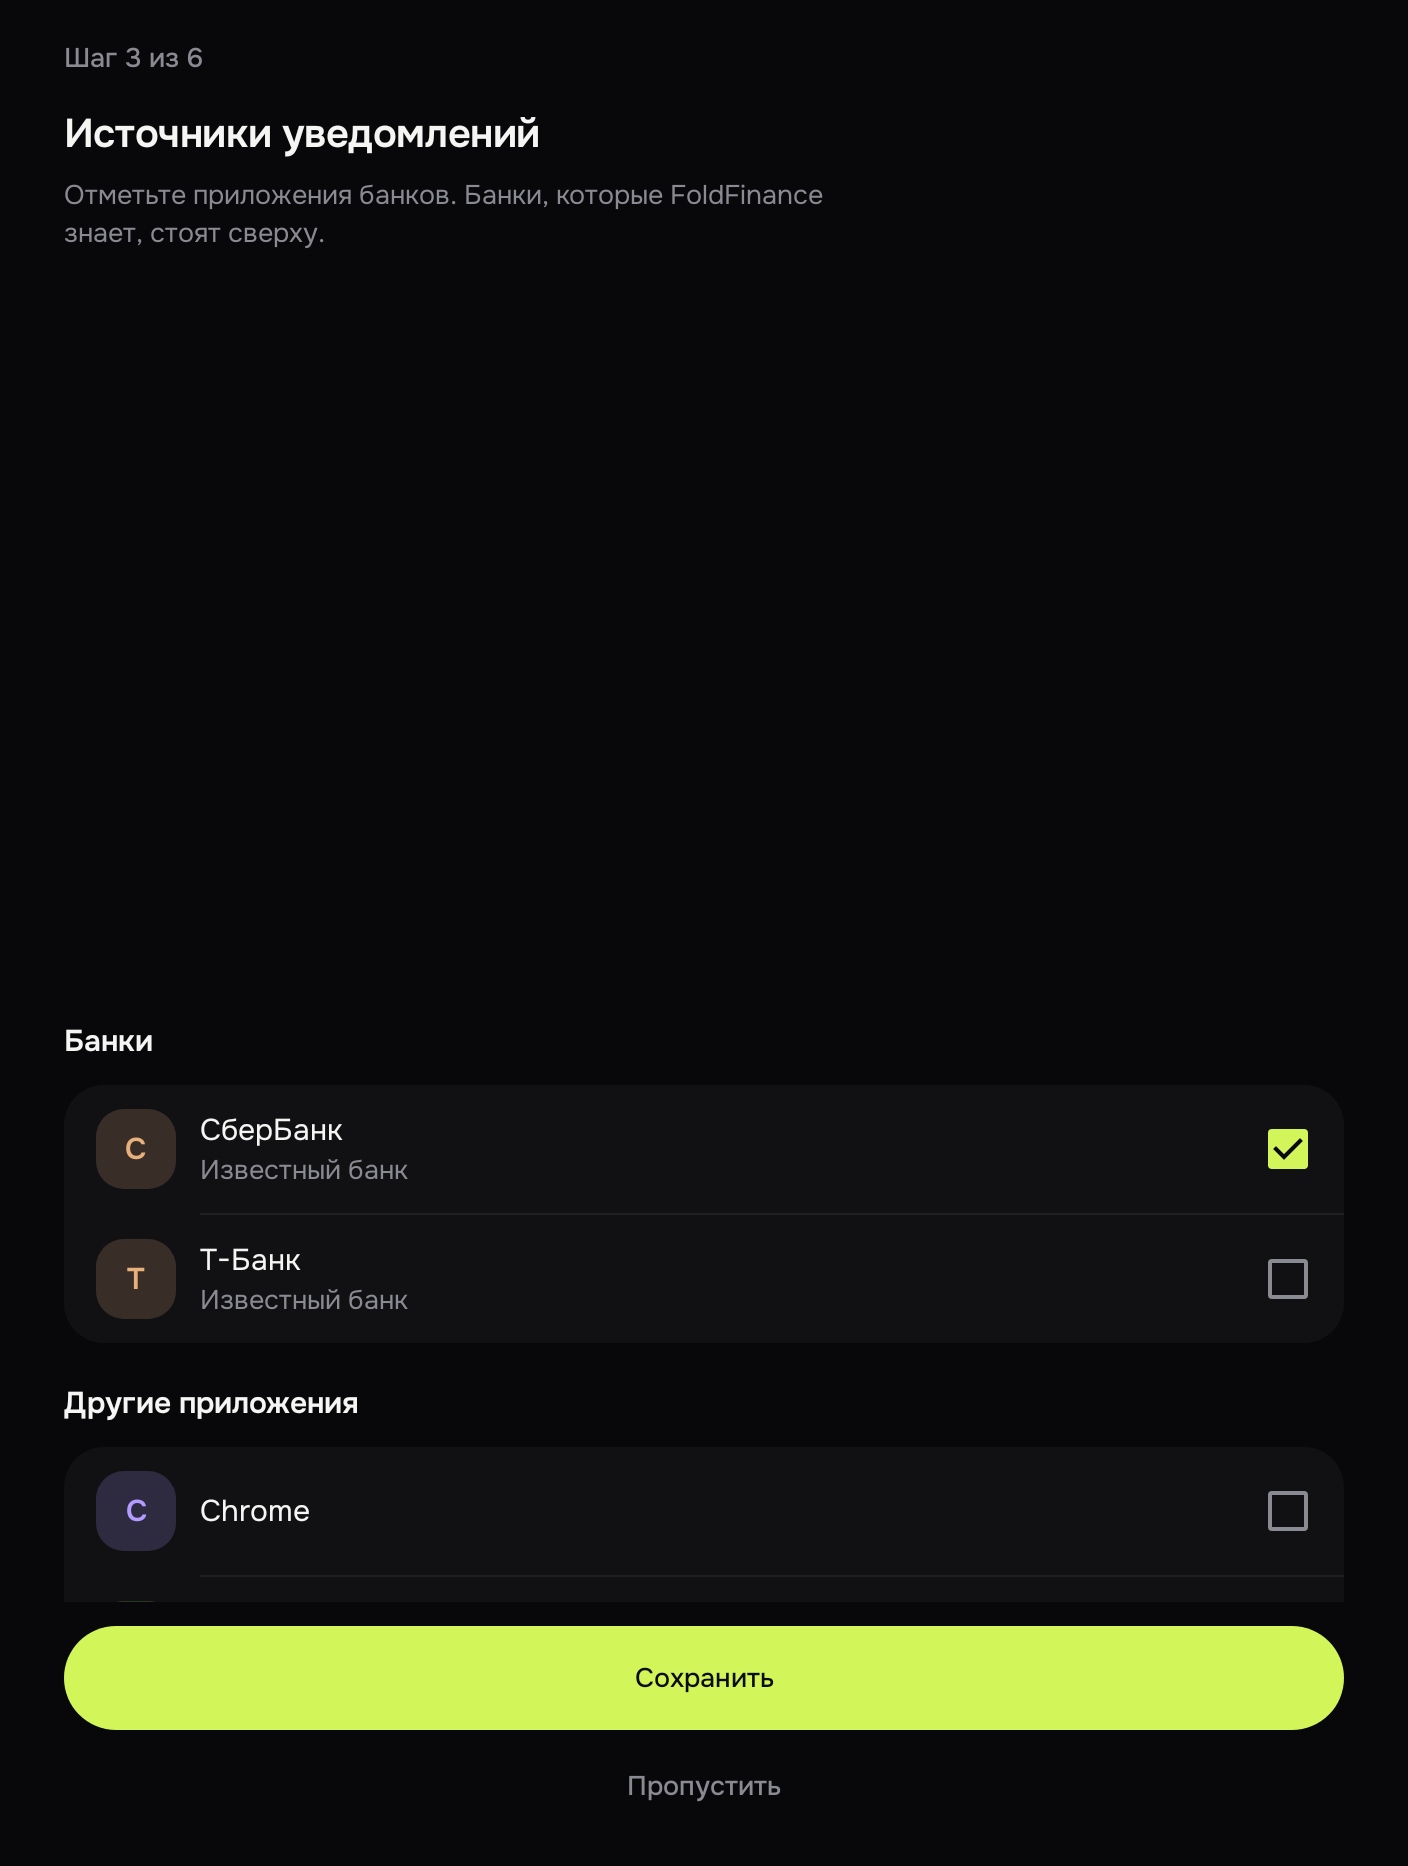 Шаг 3 из 6
Источники уведомлений
Отметьте приложения банков. Банки, которые FoldFinance
знает, стоят сверху.
Банки
С
СберБанк
Известный банк
Т
Т-Банк
Известный банк
Другие приложения
C
Chrome
Сохранить
Пропустить